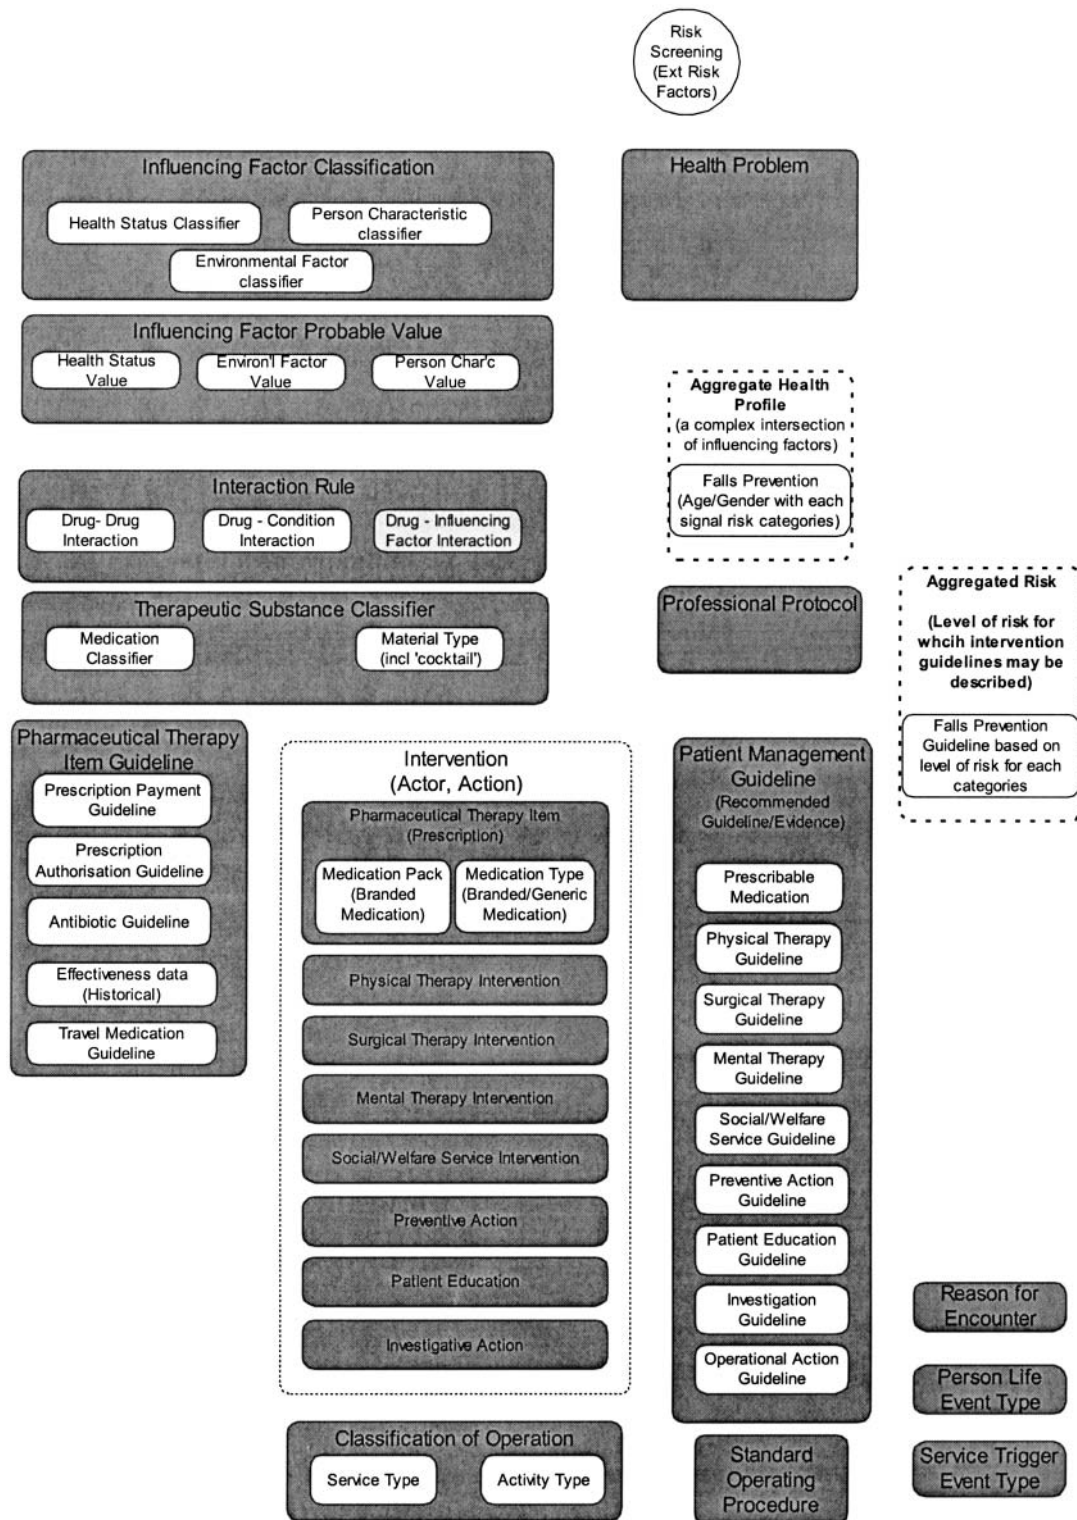 Risk
Screening
(Ext Risk
Factors)
Influencing Factor Classification
Health Status Classifier
Person Characteristic
classifier
Environmental Factor
classifier
Health Problem
Influencing Factor Probable Value
Health Status
Value
Environ'l Factor
Value
Person Char'c
Value
Aggregate Health
Profile
(a complex intersection
of influencing factors)
Falls Prevention
(Age/Gender with each
signal risk categories)
Interaction Rule
Drug- Drug
Interaction
Drug - Condition
Interaction
Drug - Influencing
Factor Interaction
Therapeutic Substance Classifier
Medication
Classifier
Material Type
(incl 'cocktail')
Professional Protocol
Aggregated Risk
(Level of risk for
whcih intervention
guidelines may be
described)
Falls Prevention
Guideline based on
level of risk for each
categories
Pharmaceutical Therapy
Item Guideline
Prescription Payment
Guideline
Prescription
Authorisation Guideline
Antibiotic Guideline
Effectiveness data
(Historical)
Travel Medication
Guideline
Intervention
(Actor, Action)
Pharmaceutical Therapy Item
(Prescription)
Medication Pack
(Branded
Medication)
Medication Type
(Branded/Generic
Medication)
Physical Therapy Intervention
Surgical Therapy Intervention
Mental Therapy Intervention
Social/Welfare Service Intervention
Preventive Action
Patient Education
Investigative Action
Patient Management
Guideline
(Recommended
Guideline/Evidence)
Prescribable
Medication
Physical Therapy
Guideline
Surgical Therapy
Guideline
Mental Therapy
Guideline
Social/Welfare
Service Guideline
Preventive Action
Guideline
Patient Education
Guideline
Investigation
Guideline
Operational Action
Guideline
Reason for
Encounter
Person Life
Event Type
Service Trigger
Event Type
Classification of Operation
Service Type
Activity Type
Standard
Operating
Procedure